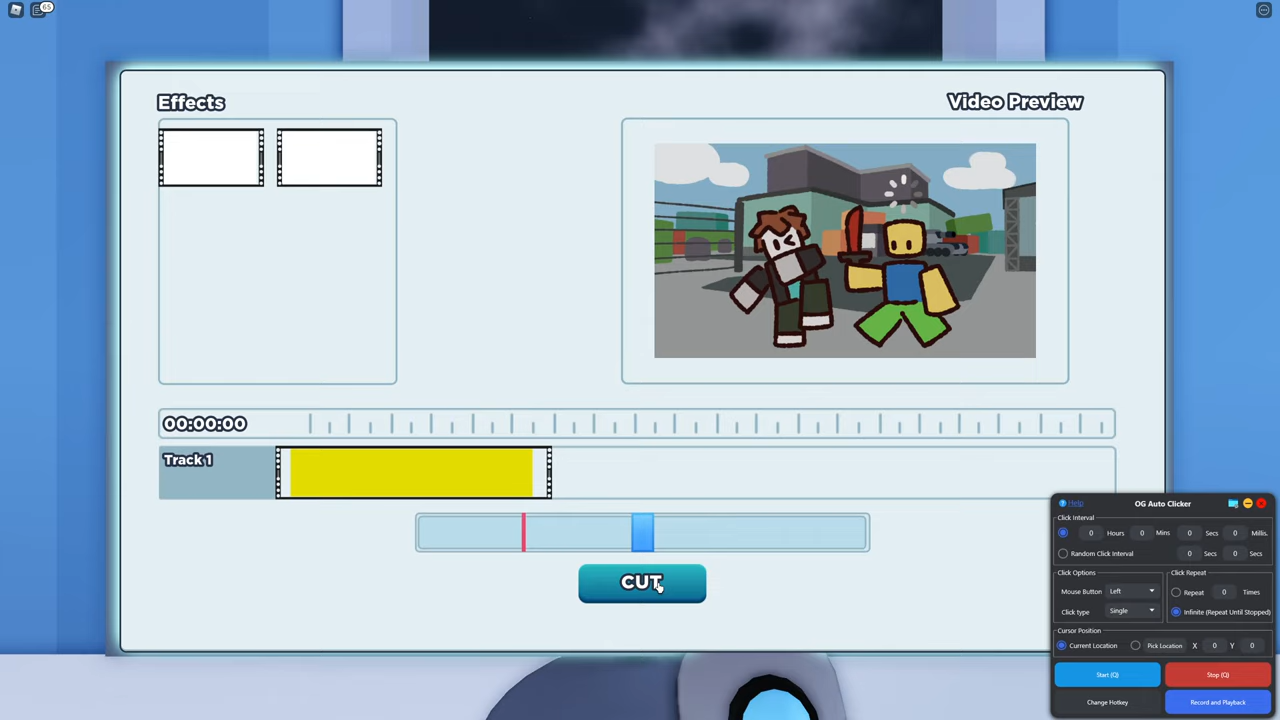 65
Effects
Video Preview
00:00:00
Track 1
CUT
Help
OG Auto Clicker
Click Interval
0 Hours 0 Mins 0 Secs 0 Millis.
Random Click Interval 0 Secs 0 Secs
Click Options
Click Repeat
Mouse Button Left
Repeat 0 Times
Click type Single
Infinite (Repeat Until Stopped)
Cursor Position
Current Location Pick Location X 0 Y 0
Start (Q) Stop (Q)
Change Hotkey Record and Playback